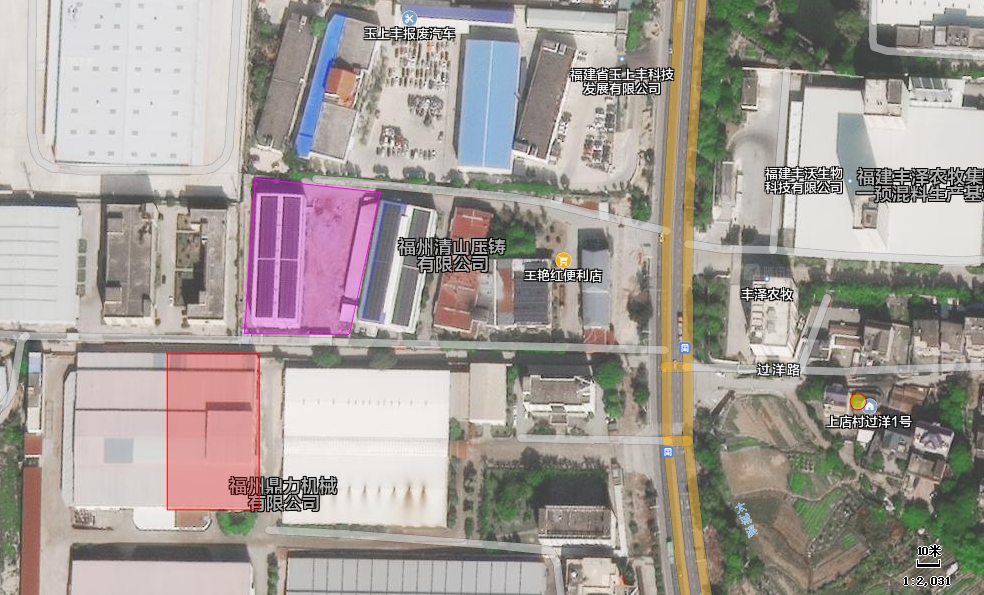 玉上丰报废汽车
福建省玉上丰科技
发展有限公司
福建丰沃生物
科技有限公司
福建丰泽农牧集
预混料生产基
福州清山压铸
有限公司
王艳红便利店
丰泽农牧
过洋路
上店村过洋1号
福州鼎力机械
有限公司
10米
1:2,031